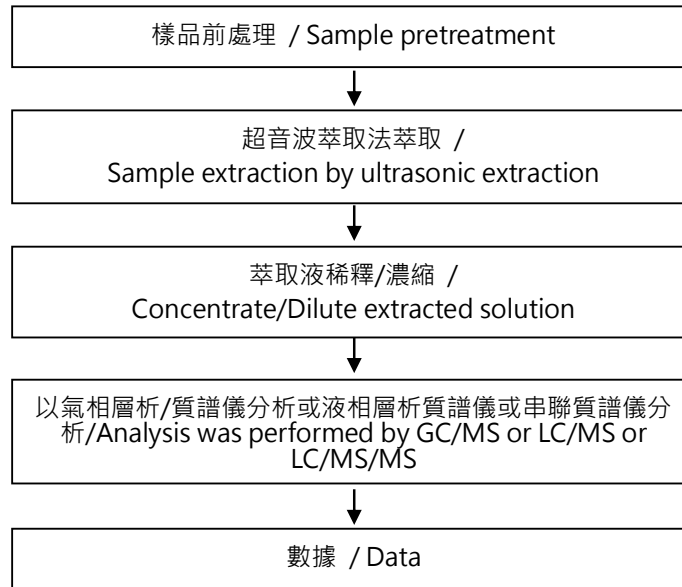 樣品前處理 / Sample pretreatment
超音波萃取法萃取 /
Sample extraction by ultrasonic extraction
萃取液稀釋/濃縮 /
Concentrate/Dilute extracted solution
以氣相層析/質譜儀分析或液相層析質譜儀或串聯質譜儀分
析/Analysis was performed by GC/MS or LC/MS or
LC/MS/MS
數據 / Data